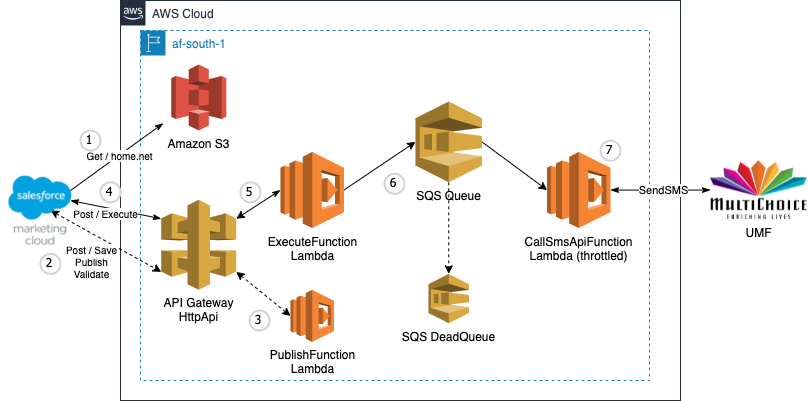 aws
AWS Cloud
af-south-1
Amazon S3
1
Get / home.net
salesforce
marketing
cloud
4
Post / Execute
2
Post / Save
Publish
Validate
API Gateway
HttpApi
5
ExecuteFunction
Lambda
3
PublishFunction
Lambda
6
SQS Queue
SQS DeadQueue
7
CallSmsApiFunction
Lambda (throttled)
SendSMS
MULTICHOICE
ENRICHING LIVES
UMF